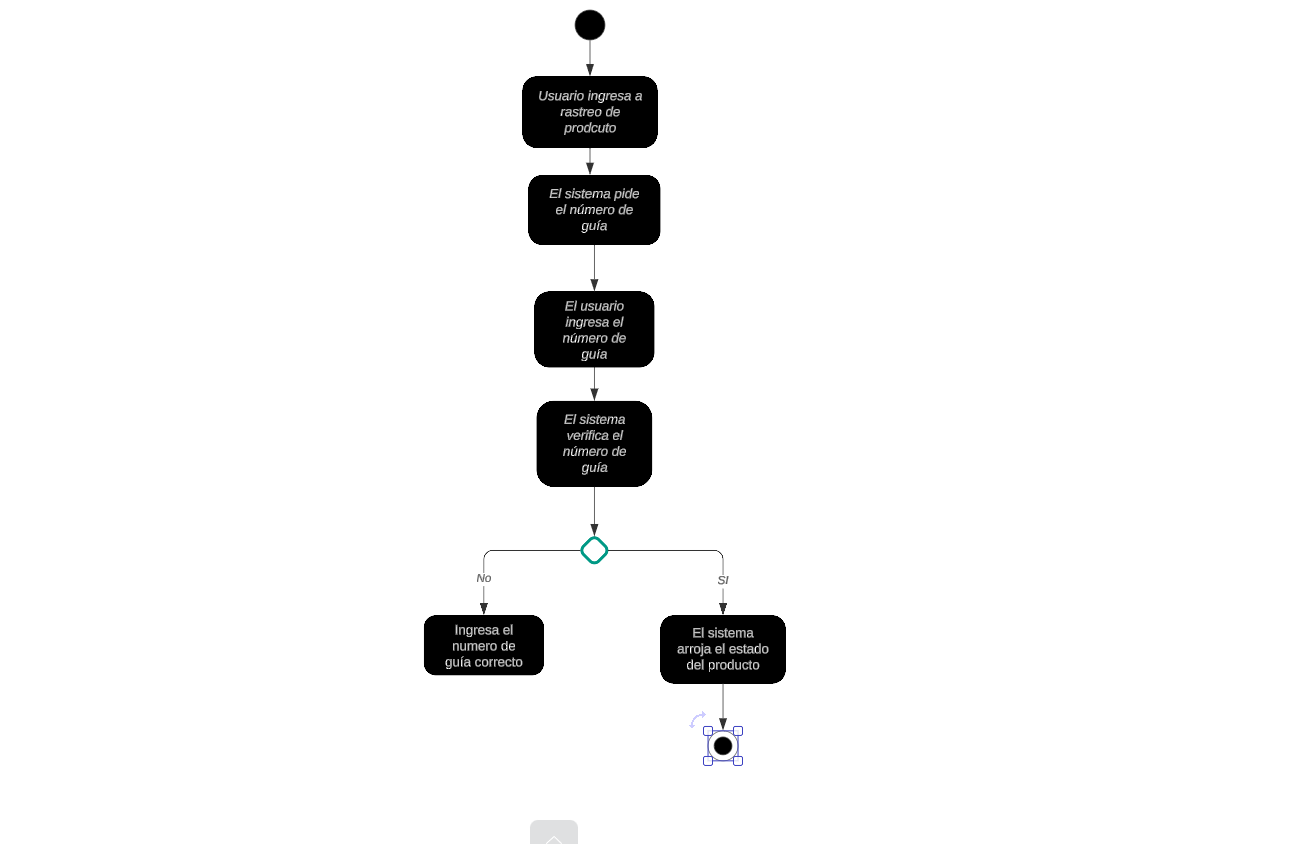 Usuario ingresa a
rastreo de
prodcuto
El sistema pide
el número de
guía
El usuario
ingresa el
número de
guía
El sistema
verifica el
número de
guía
No
SI
Ingresa el
numero de
guía correcto
El sistema
arroja el estado
del producto